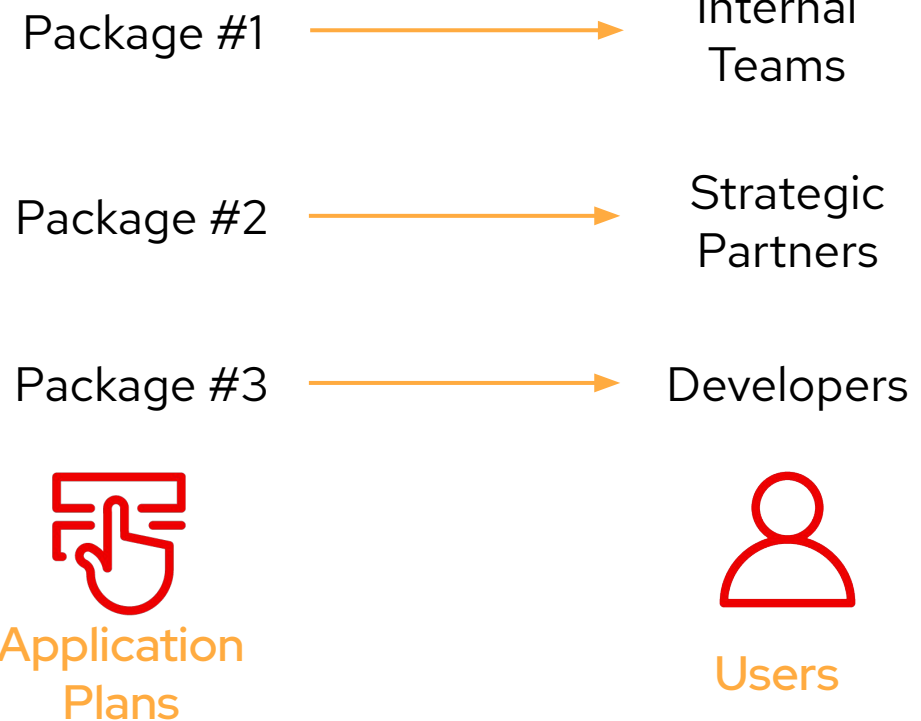 Package #1
Internal
Teams
Package #2
Strategic
Partners
Package #3
Developers
Application
Plans
Users